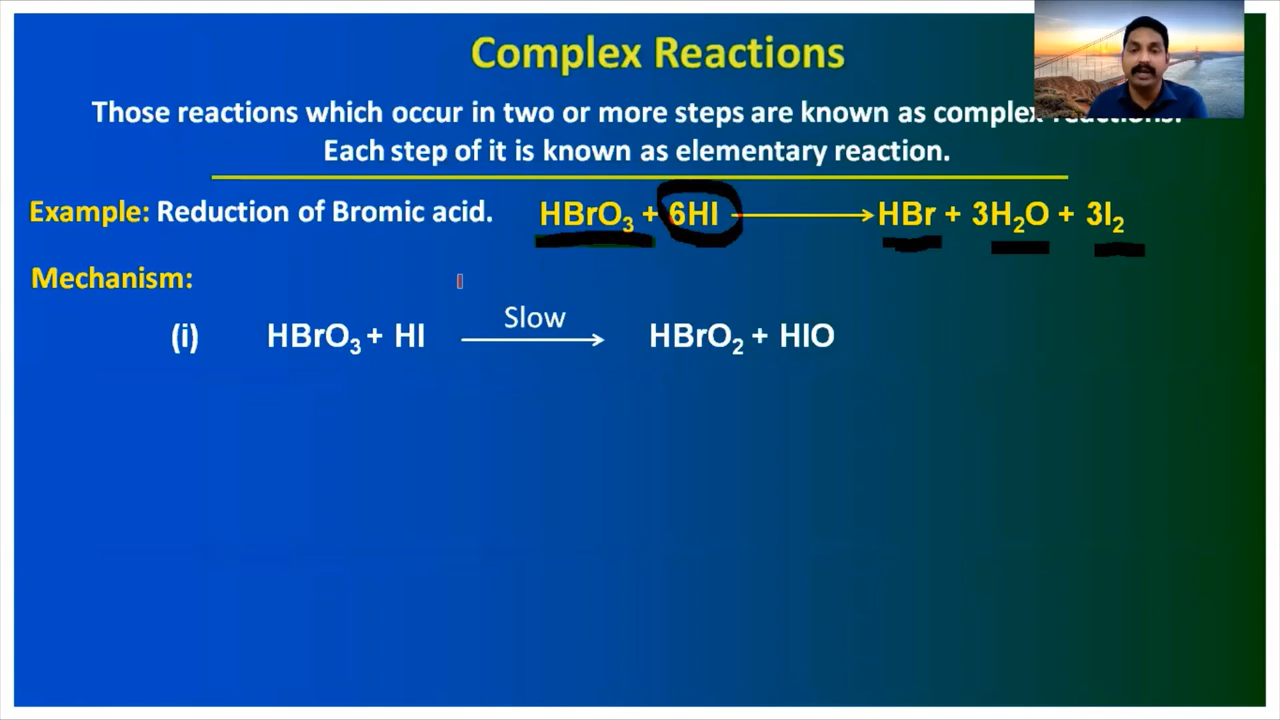 Complex Reactions
Those reactions which occur in two or more steps are known as complex reactions.
Each step of it is known as elementary reaction.
Example: Reduction of Bromic acid. HBrO₃ + 6HI ⟶ HBr + 3H₂O + 3I₂
Mechanism:
Slow
(i) HBrO₃ + HI ⟶ HBrO₂ + HIO